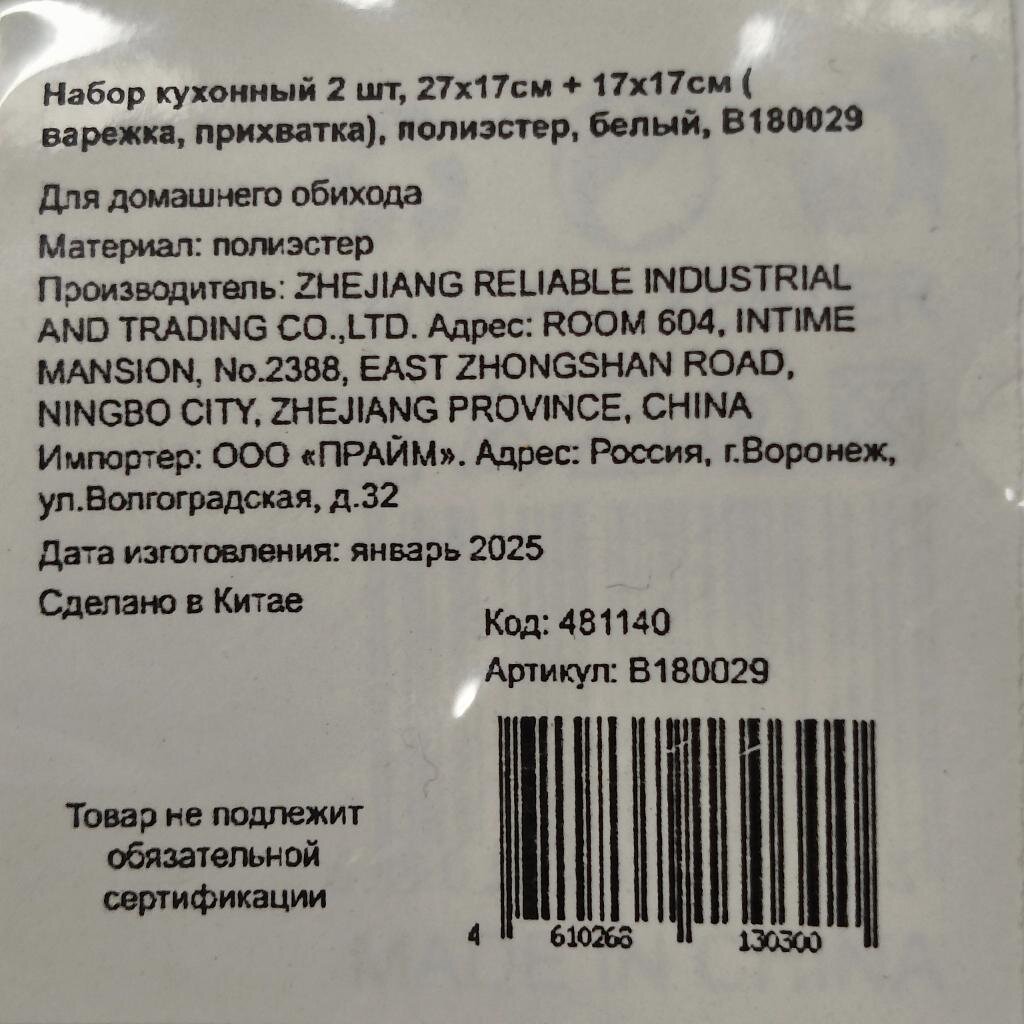 Набор кухонный 2 шт, 27х17см + 17х17см (
варежка, прихватка), полиэстер, белый, В180029
Для домашнего обихода
Материал: полиэстер
Производитель: ZHEJIANG RELIABLE INDUSTRIAL
AND TRADING CO.,LTD. Адрес: ROOM 604, INTIME
MANSION, No.2388, EAST ZHONGSHAN ROAD,
NINGBO CITY, ZHEJIANG PROVINCE, CHINA
Импортер: ООО «ПРАЙМ». Адрес: Россия, г.Воронеж,
ул.Волгоградская, д.32
Дата изготовления: январь 2025
Сделано в Китае
Код: 481140
Артикул: В180029
Товар не подлежит
обязательной
сертификации
4 610268 130300